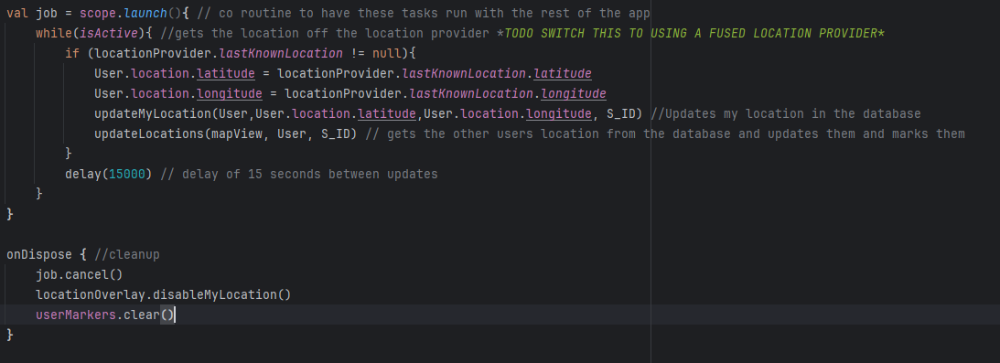 val job = scope.launch(){ // co routine to have these tasks run with the rest of the app
while(isActive){ //gets the location off the location provider *TODO SWITCH THIS TO USING A FUSED LOCATION PROVIDER*
if (locationProvider.lastKnownLocation != null){
User.location.latitude = locationProvider.lastKnownLocation.latitude
User.location.longitude = locationProvider.lastKnownLocation.longitude
updateMyLocation(User,User.location.latitude,User.location.longitude, S_ID) //Updates my location in the database
updateLocations(mapView, User, S_ID) // gets the other users location from the database and updates them and marks them
}
delay(15000) // delay of 15 seconds between updates
}
}
onDispose { //cleanup
job.cancel()
locationOverlay.disableMyLocation()
userMarkers.clear()
}